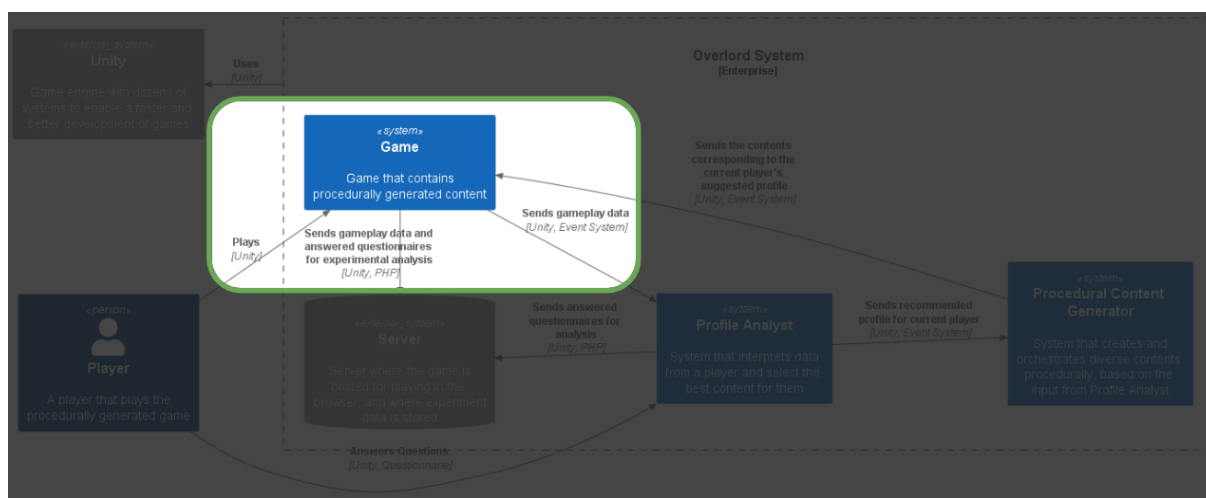 «external_system»
Unity
Game engine with dozens of
systems to enable a faster and
better development of games
Uses
[Unity]
Overlord System
[Enterprise]
«system»
Game
Game that contains
procedurally generated content
Sends the contents
corresponding to the
current player's
suggested profile
[Unity, Event System]
Plays
[Unity]
Sends gameplay data and
answered questionnaires
for experimental analysis
[Unity, PHP]
Sends gameplay data
[Unity, Event System]
«person»
Player
A player that plays the
procedurally generated game
«external_system»
Server
Server where the game is
hosted for playing in the
browser, and where experiment
data is stored
Sends answered
questionnaires for
analysis
[Unity, PHP]
«system»
Profile Analyst
System that interprets data
from a player and select the
best content for them
Sends recommended
profile for current player
[Unity, Event System]
«system»
Procedural Content
Generator
System that creates and
orchestrates diverse contents
procedurally, based on the
input from Profile Analyst
Answers Questions
[Unity, Questionnarie]